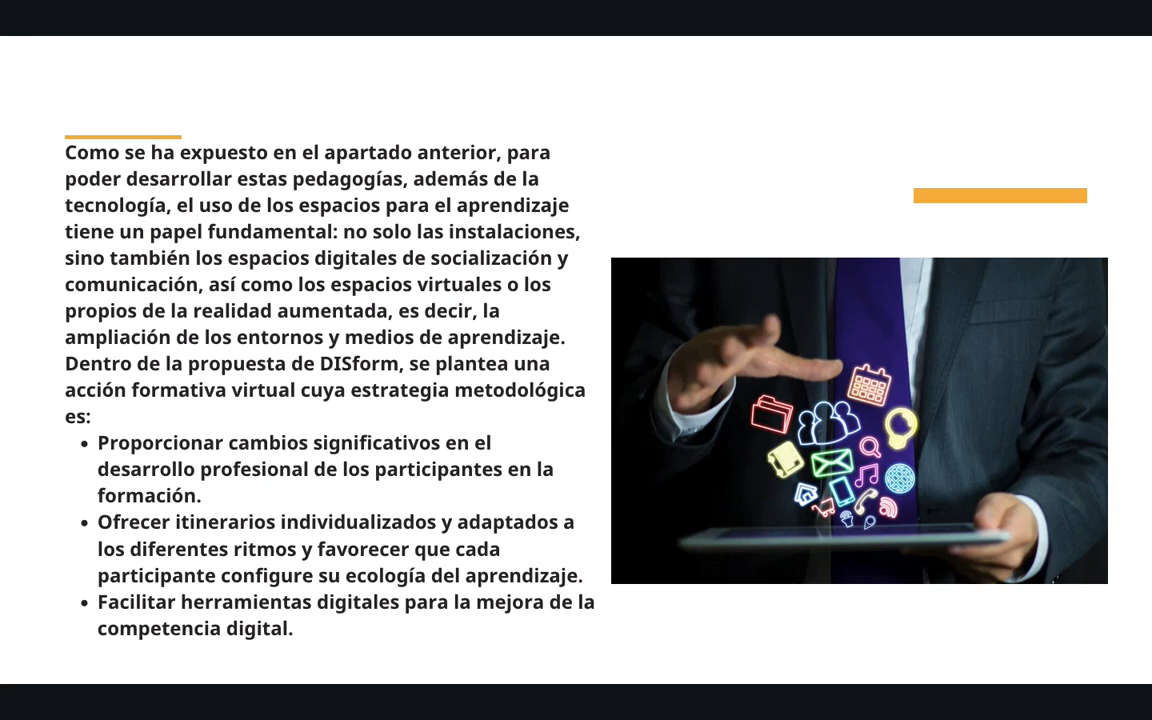 Como se ha expuesto en el apartado anterior, para
poder desarrollar estas pedagogías, además de la
tecnología, el uso de los espacios para el aprendizaje
tiene un papel fundamental: no solo las instalaciones,
sino también los espacios digitales de socialización y
comunicación, así como los espacios virtuales o los
propios de la realidad aumentada, es decir, la
ampliación de los entornos y medios de aprendizaje.
Dentro de la propuesta de DISform, se plantea una
acción formativa virtual cuya estrategia metodológica
es:
• Proporcionar cambios significativos en el
desarrollo profesional de los participantes en la
formación.
• Ofrecer itinerarios individualizados y adaptados a
los diferentes ritmos y favorecer que cada
participante configure su ecología del aprendizaje.
• Facilitar herramientas digitales para la mejora de la
competencia digital.